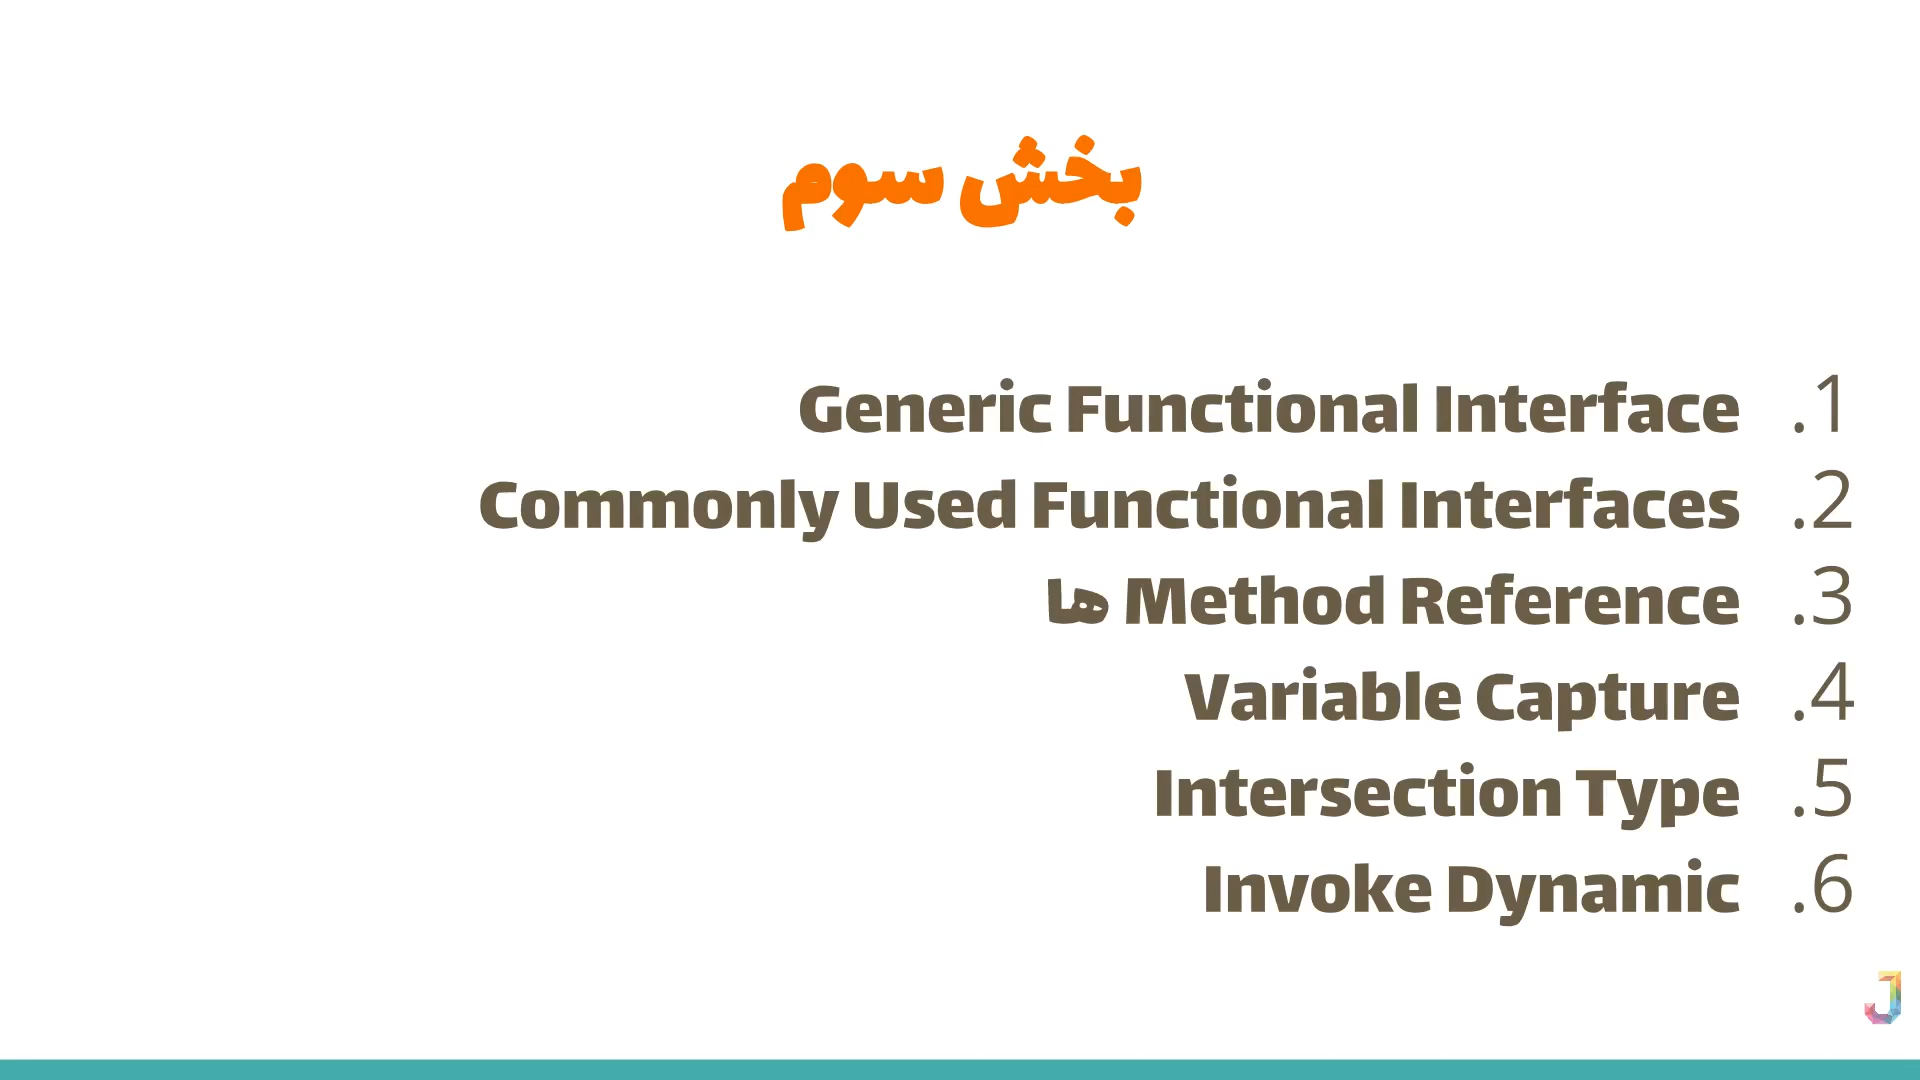 بخش سوم
1. Generic Functional Interface
2. Commonly Used Functional Interfaces
3. Method Reference ها
4. Variable Capture
5. Intersection Type
6. Invoke Dynamic
J